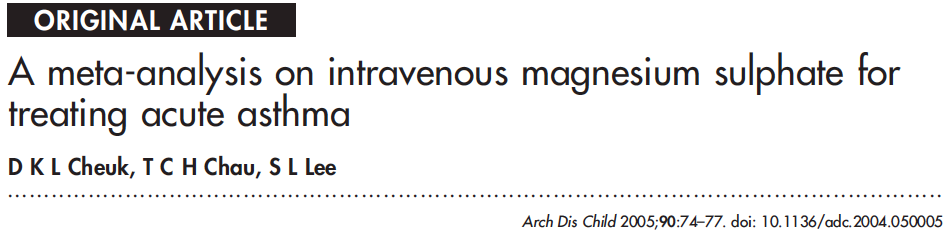 ORIGINAL ARTICLE
A meta-analysis on intravenous magnesium sulphate for
treating acute asthma
D K L Cheuk, T C H Chau, S L Lee
Arch Dis Child 2005;90:74–77. doi: 10.1136/adc.2004.050005